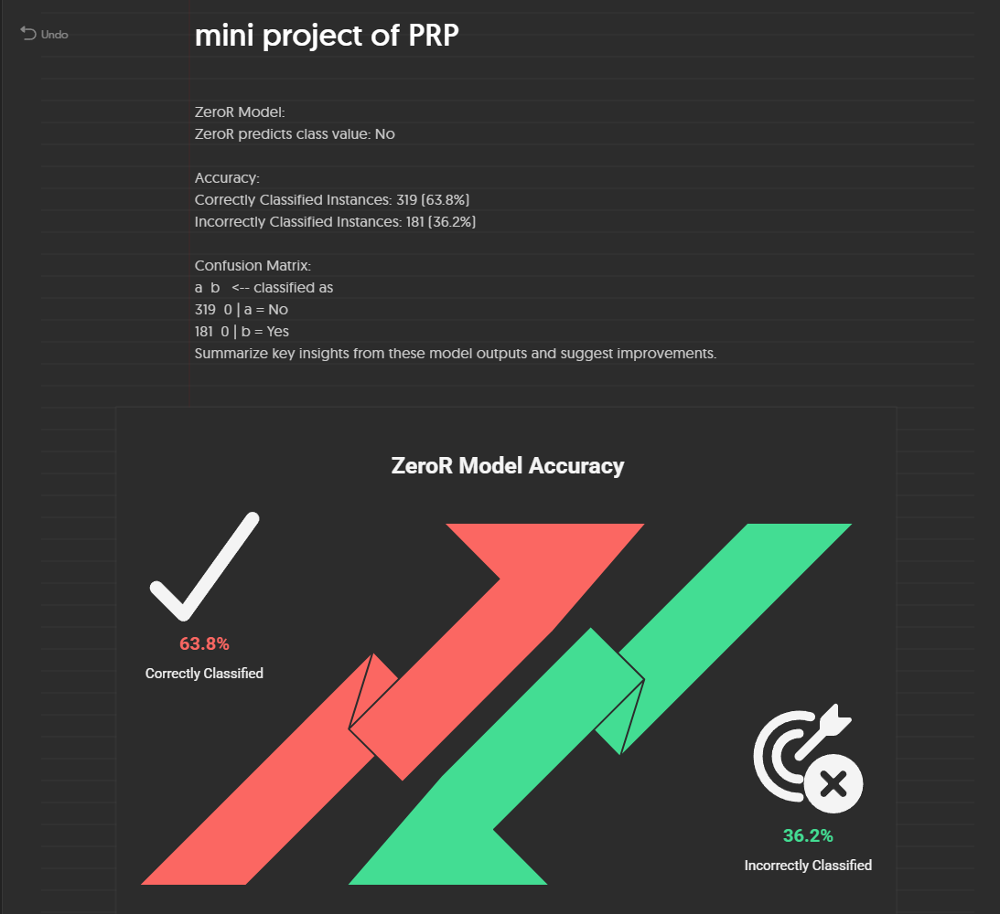 Undo
mini project of PRP
ZeroR Model:
ZeroR predicts class value: No
Accuracy:
Correctly Classified Instances: 319 (63.8%)
Incorrectly Classified Instances: 181 (36.2%)
Confusion Matrix:
a b <-- classified as
319 0 | a = No
181 0 | b = Yes
Summarize key insights from these model outputs and suggest improvements.
ZeroR Model Accuracy
63.8%
Correctly Classified
36.2%
Incorrectly Classified